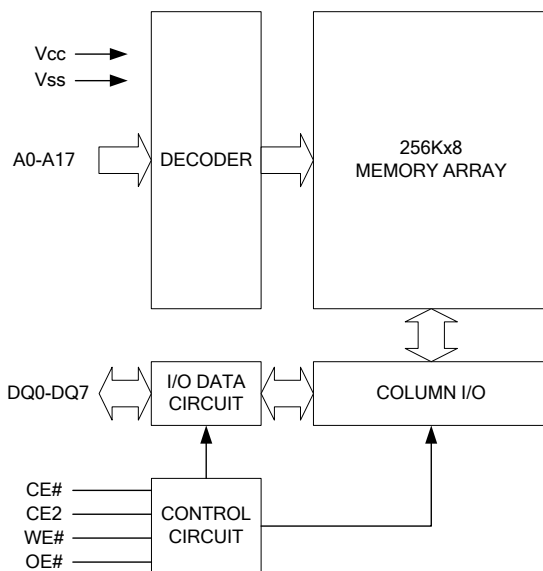 Vcc
Vss
A0-A17
DECODER
256Kx8
MEMORY ARRAY
DQ0-DQ7
I/O DATA
CIRCUIT
COLUMN I/O
CE#
CE2
WE#
OE#
CONTROL
CIRCUIT